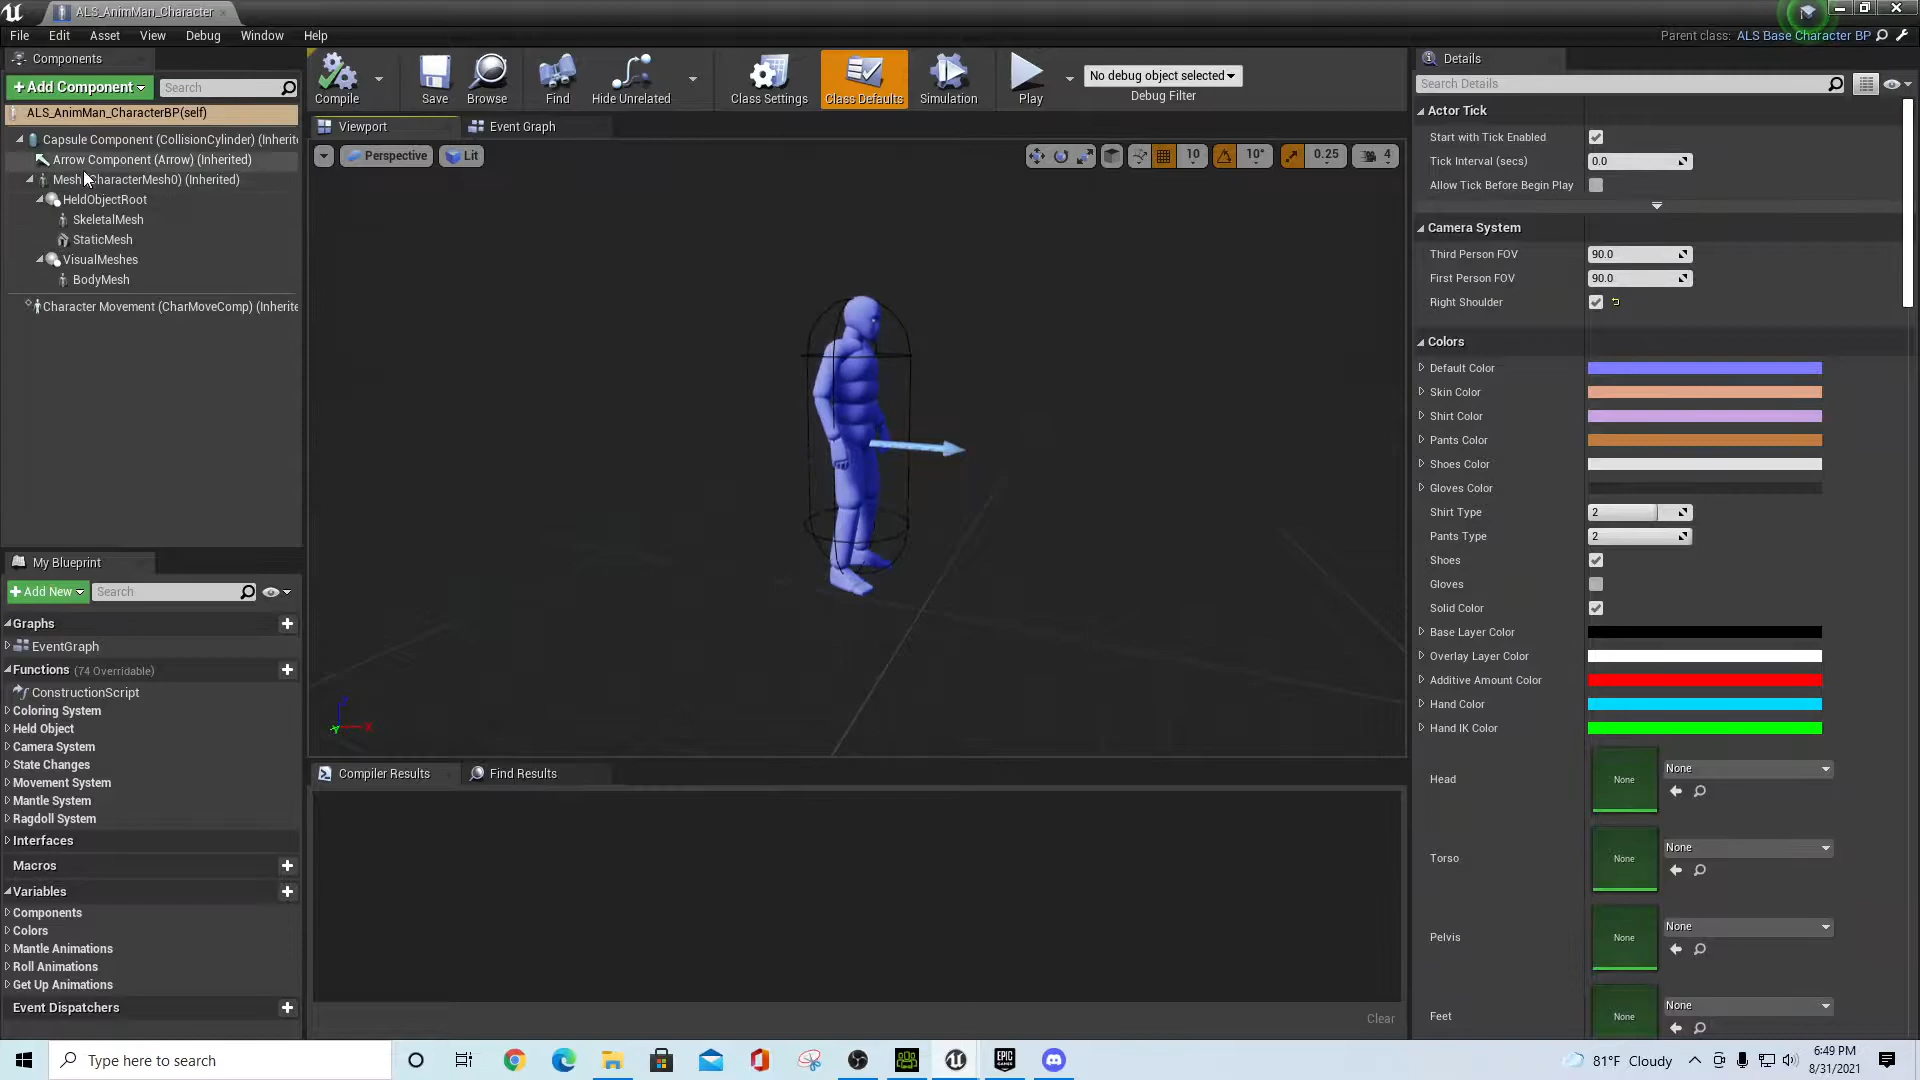 ALS_AnimMan_Character
File Edit Asset View Debug Window Help
Parent class: ALS Base Character BP
Components
+ Add Component
Search
ALS_AnimMan_CharacterBP(self)
Capsule Component (CollisionCylinder) (Inherite
Arrow Component (Arrow) (Inherited)
Mesh (CharacterMesh0) (Inherited)
HeldObjectRoot
SkeletalMesh
StaticMesh
VisualMeshes
BodyMesh
Character Movement (CharMoveComp) (Inherite
Compile
Save
Browse
Find
Hide Unrelated
Class Settings
Class Defaults
Simulation
Play
No debug object selected
Debug Filter
Viewport
Event Graph
Perspective
Lit
10
10°
0.25
4
Z
X
Y
My Blueprint
+ Add New
Search
Graphs
EventGraph
Functions (74 Overridable)
ConstructionScript
Coloring System
Held Object
Camera System
State Changes
Movement System
Mantle System
Ragdoll System
Interfaces
Macros
Variables
Components
Colors
Mantle Animations
Roll Animations
Get Up Animations
Event Dispatchers
Compiler Results
Find Results
Clear
Details
Search Details
Actor Tick
Start with Tick Enabled
Tick Interval (secs) 0.0
Allow Tick Before Begin Play
Camera System
Third Person FOV 90.0
First Person FOV 90.0
Right Shoulder
Colors
Default Color
Skin Color
Shirt Color
Pants Color
Shoes Color
Gloves Color
Shirt Type 2
Pants Type 2
Shoes
Gloves
Solid Color
Base Layer Color
Overlay Layer Color
Additive Amount Color
Hand Color
Hand IK Color
Head None None
Torso None None
Pelvis None None
Feet None None
Type here to search
EPIC GAMES
81°F Cloudy
6:49 PM
8/31/2021